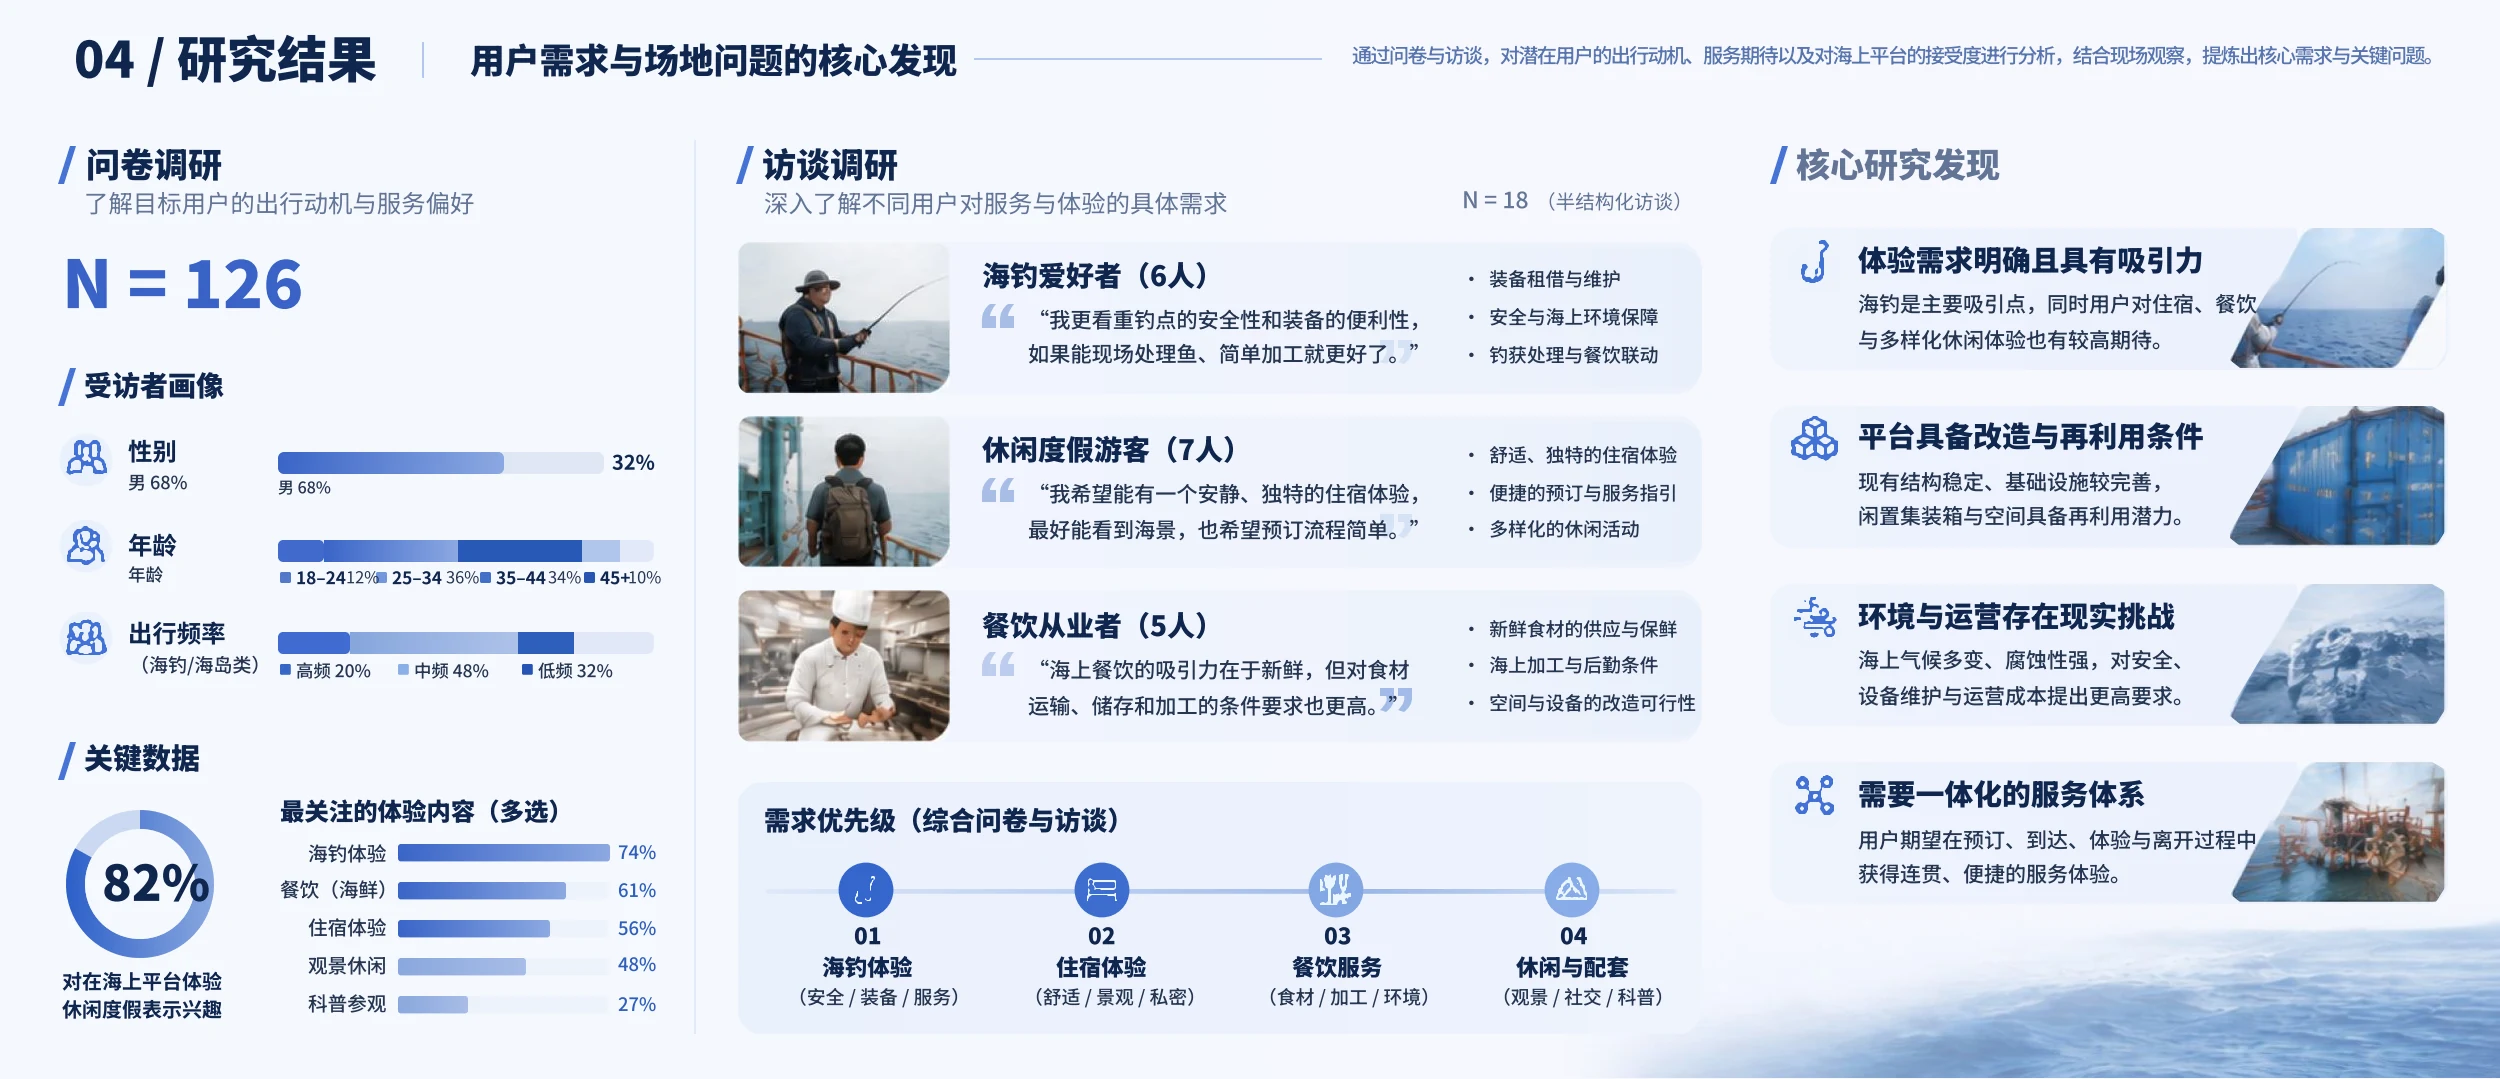 04 / 研究结果
用户需求与场地问题的核心发现
通过问卷与访谈，对潜在用户的出行动机、服务期待以及对海上平台的接受度进行分析，结合现场观察，提炼出核心需求与关键问题。
问卷调研
了解目标用户的出行动机与服务偏好
N = 126
受访者画像
性别
男 68%
32%
男 68%
年龄
年龄
18–24 12% 25–34 36% 35–44 34% 45+ 10%
出行频率
（海钓/海岛类）
高频 20% 中频 48% 低频 32%
关键数据
82%
对在海上平台体验
休闲度假表示兴趣
最关注的体验内容（多选）
海钓体验 74%
餐饮（海鲜） 61%
住宿体验 56%
观景休闲 48%
科普参观 27%
访谈调研
深入了解不同用户对服务与体验的具体需求
N = 18 （半结构化访谈）
海钓爱好者（6人）
“我更看重钓点的安全性和装备的便利性，
如果能现场处理鱼、简单加工就更好了。”
• 装备租借与维护
• 安全与海上环境保障
• 钓获处理与餐饮联动
休闲度假游客（7人）
“我希望能有一个安静、独特的住宿体验，
最好能看到海景，也希望预订流程简单。”
• 舒适、独特的住宿体验
• 便捷的预订与服务指引
• 多样化的休闲活动
餐饮从业者（5人）
“海上餐饮的吸引力在于新鲜，但对食材
运输、储存和加工的条件要求也更高。”
• 新鲜食材的供应与保鲜
• 海上加工与后勤条件
• 空间与设备的改造可行性
需求优先级（综合问卷与访谈）
01
海钓体验
（安全 / 装备 / 服务）
02
住宿体验
（舒适 / 景观 / 私密）
03
餐饮服务
（食材 / 加工 / 环境）
04
休闲与配套
（观景 / 社交 / 科普）
核心研究发现
体验需求明确且具有吸引力
海钓是主要吸引点，同时用户对住宿、餐饮
与多样化休闲体验也有较高期待。
平台具备改造与再利用条件
现有结构稳定、基础设施较完善，
闲置集装箱与空间具备再利用潜力。
环境与运营存在现实挑战
海上气候多变、腐蚀性强，对安全、
设备维护与运营成本提出更高要求。
需要一体化的服务体系
用户期望在预订、到达、体验与离开过程中
获得连贯、便捷的服务体验。